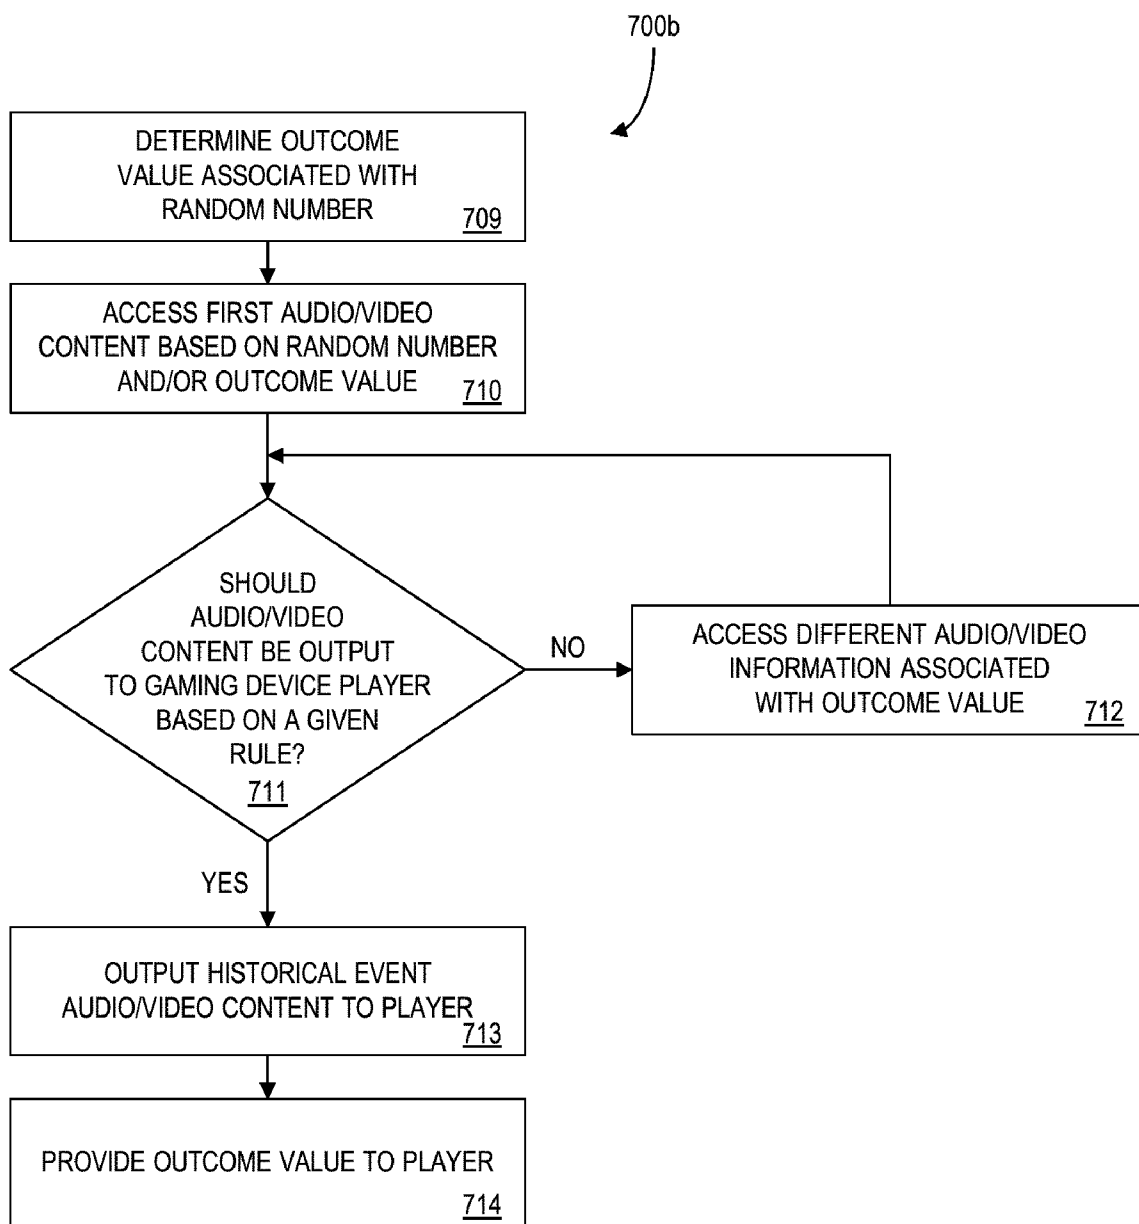 700b
DETERMINE OUTCOME
VALUE ASSOCIATED WITH
RANDOM NUMBER
709
ACCESS FIRST AUDIO/VIDEO
CONTENT BASED ON RANDOM NUMBER
AND/OR OUTCOME VALUE
710
SHOULD
AUDIO/VIDEO
CONTENT BE OUTPUT
TO GAMING DEVICE PLAYER
BASED ON A GIVEN
RULE?
711
NO
ACCESS DIFFERENT AUDIO/VIDEO
INFORMATION ASSOCIATED
WITH OUTCOME VALUE
712
YES
OUTPUT HISTORICAL EVENT
AUDIO/VIDEO CONTENT TO PLAYER
713
PROVIDE OUTCOME VALUE TO PLAYER
714